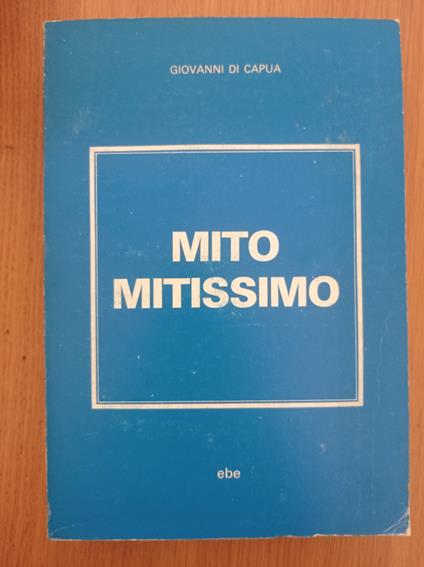 GIOVANNI DI CAPUA
MITO
MITISSIMO
ebe